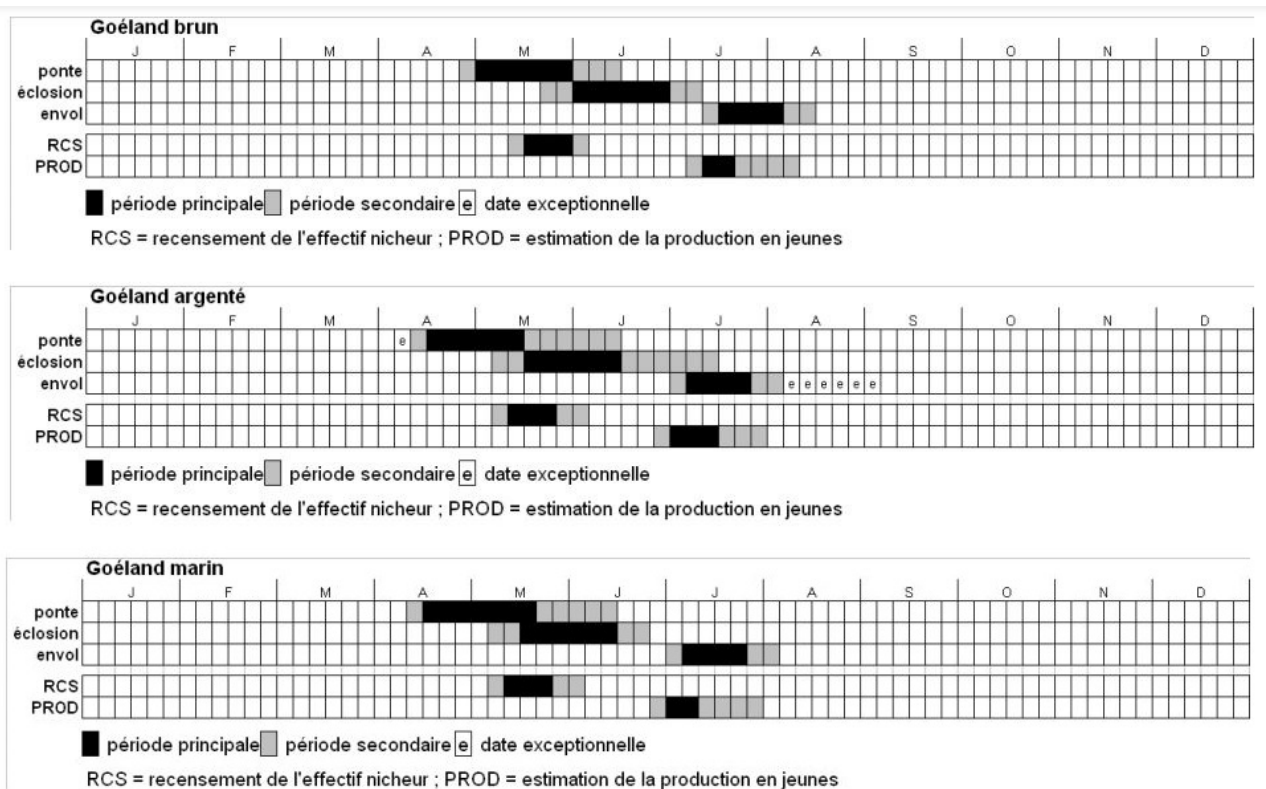 Goéland brun
J F M A M J J A S O N D
ponte
éclosion
envol
RCS
PROD
période principale période secondaire e date exceptionnelle
RCS = recensement de l'effectif nicheur ; PROD = estimation de la production en jeunes
Goéland argenté
J F M A M J J A S O N D
ponte e
éclosion
envol e e e e e e
RCS
PROD
période principale période secondaire e date exceptionnelle
RCS = recensement de l'effectif nicheur ; PROD = estimation de la production en jeunes
Goéland marin
J F M A M J J A S O N D
ponte
éclosion
envol
RCS
PROD
période principale période secondaire e date exceptionnelle
RCS = recensement de l'effectif nicheur ; PROD = estimation de la production en jeunes